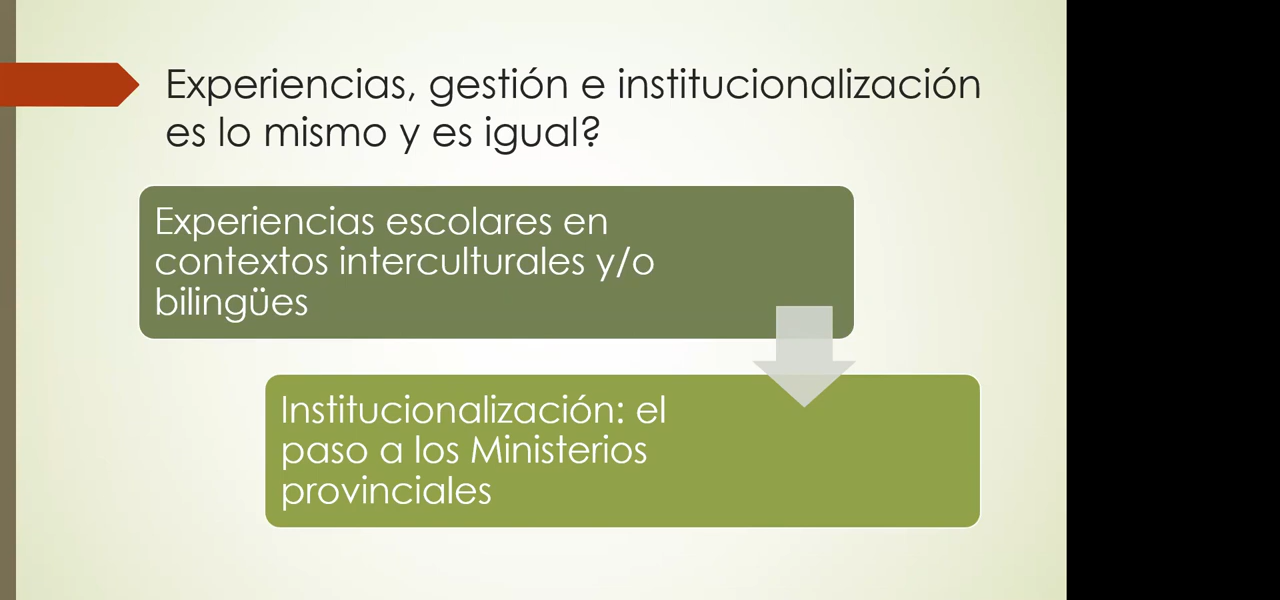 Experiencias, gestión e institucionalización
es lo mismo y es igual?
Experiencias escolares en
contextos interculturales y/o
bilingües
Institucionalización: el
paso a los Ministerios
provinciales